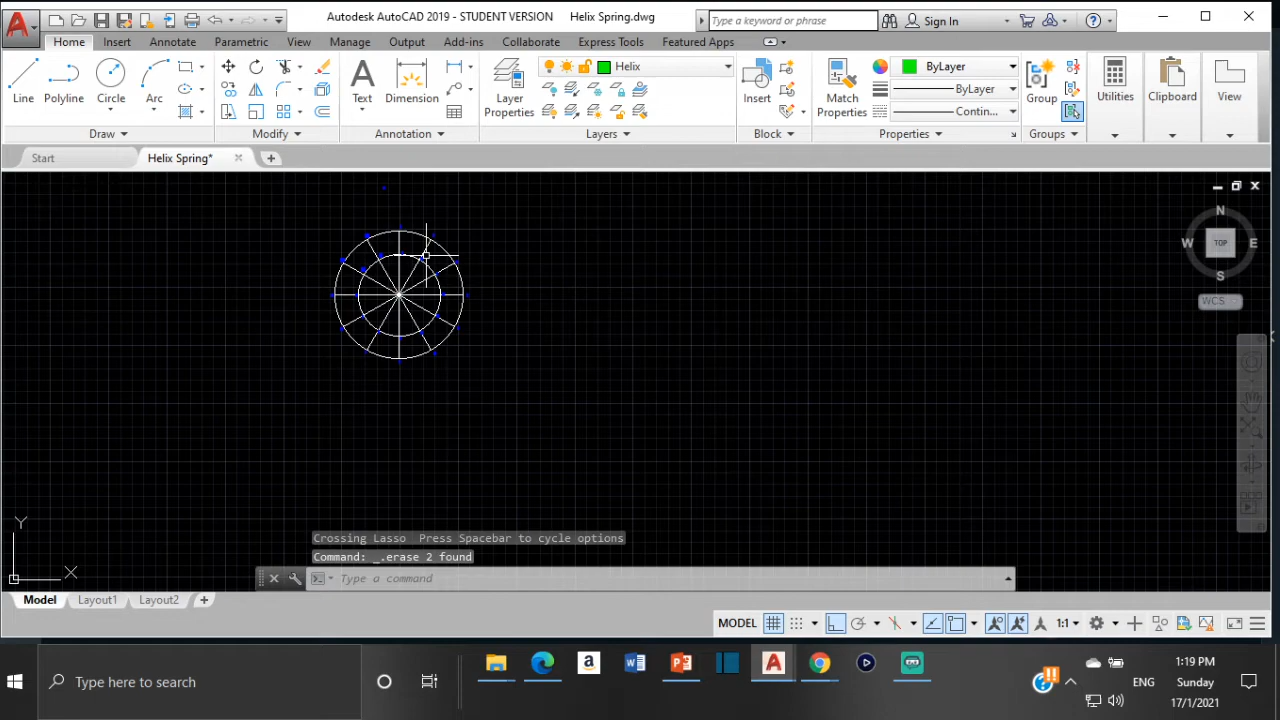 Autodesk AutoCAD 2019 - STUDENT VERSION Helix Spring.dwg
Type a keyword or phrase
Sign In
Home Insert Annotate Parametric View Manage Output Add-ins Collaborate Express Tools Featured Apps
Helix
ByLayer
ByLayer
Contin...
Line Polyline Circle Arc
Text Dimension
Layer Properties
Insert
Match Properties
Group
Utilities Clipboard View
Draw Modify Annotation Layers Block Properties Groups
Start Helix Spring*
N
W TOP E
S
WCS
Y
X
Crossing Lasso Press Spacebar to cycle options
Command: _.erase 2 found
Type a command
Model Layout1 Layout2
MODEL 1:1
Type here to search
ENG
1:19 PM
Sunday
17/1/2021